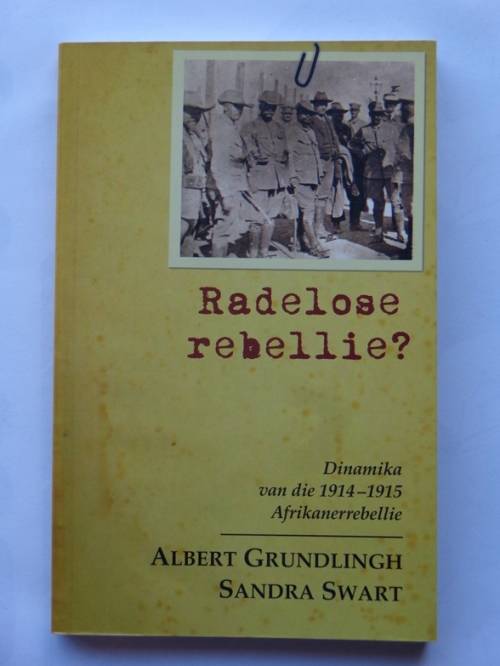 Radelose
rebellie?
Dinamika
van die 1914–1915
Afrikanerrebellie
ALBERT GRUNDLINGH
SANDRA SWART